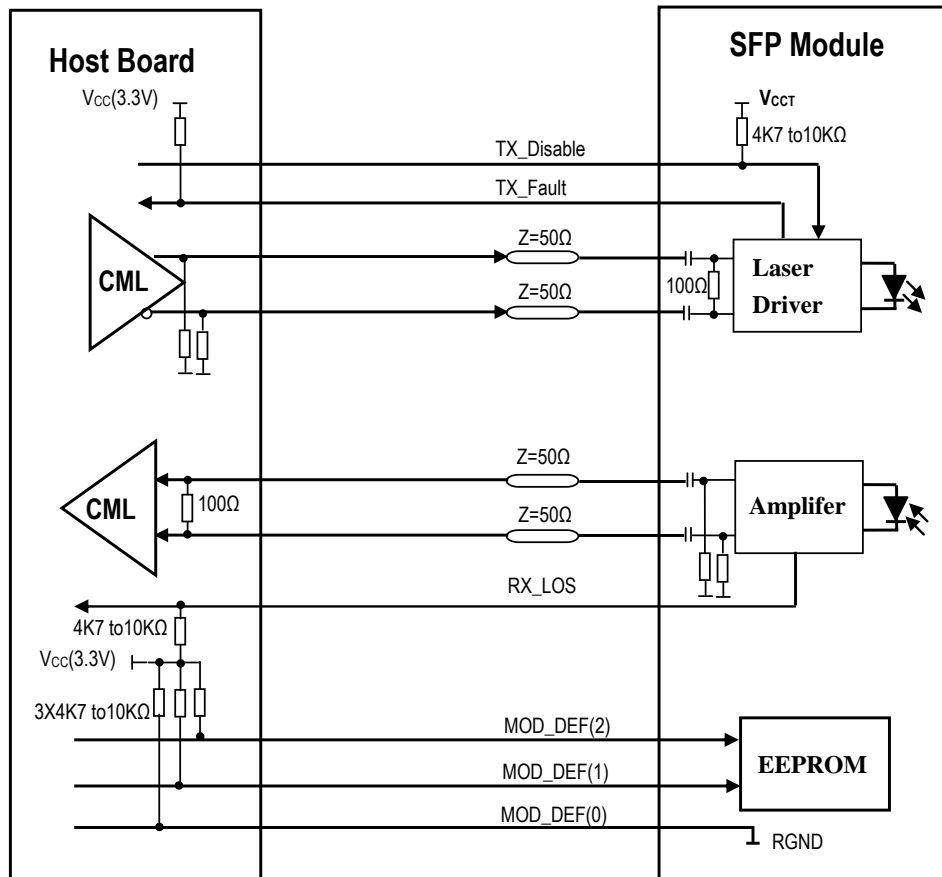 Host Board
SFP Module
VCC(3.3V)
VCCT
4K7 to10KΩ
TX_Disable
TX_Fault
CML
Z=50Ω
Z=50Ω
100Ω
Laser
Driver
CML
100Ω
Z=50Ω
Z=50Ω
Amplifer
RX_LOS
4K7 to10KΩ
VCC(3.3V)
3X4K7 to10KΩ
MOD_DEF(2)
MOD_DEF(1)
EEPROM
MOD_DEF(0)
RGND